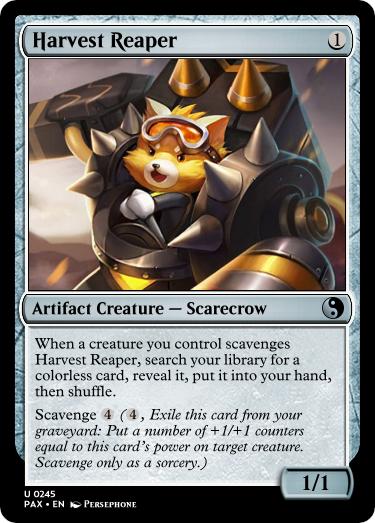 Harvest Reaper 1
Artifact Creature — Scarecrow
When a creature you control scavenges
Harvest Reaper, search your library for a
colorless card, reveal it, put it into your hand,
then shuffle.
Scavenge 4 (4, Exile this card from your
graveyard: Put a number of +1/+1 counters
equal to this card's power on target creature.
Scavenge only as a sorcery.)
1/1
U 0245
PAX • EN Persephone